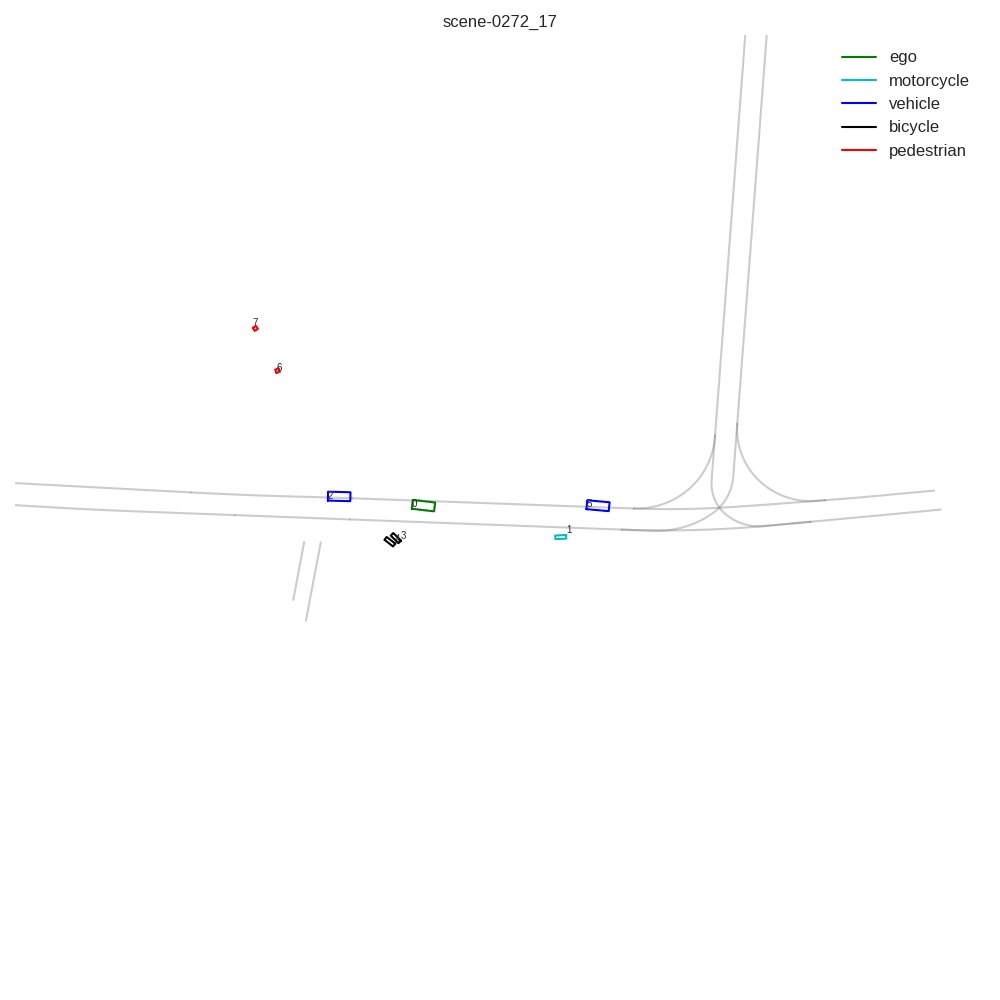 scene-0272_17
ego
motorcycle
vehicle
bicycle
pedestrian
7
6
2
0
5
1
3